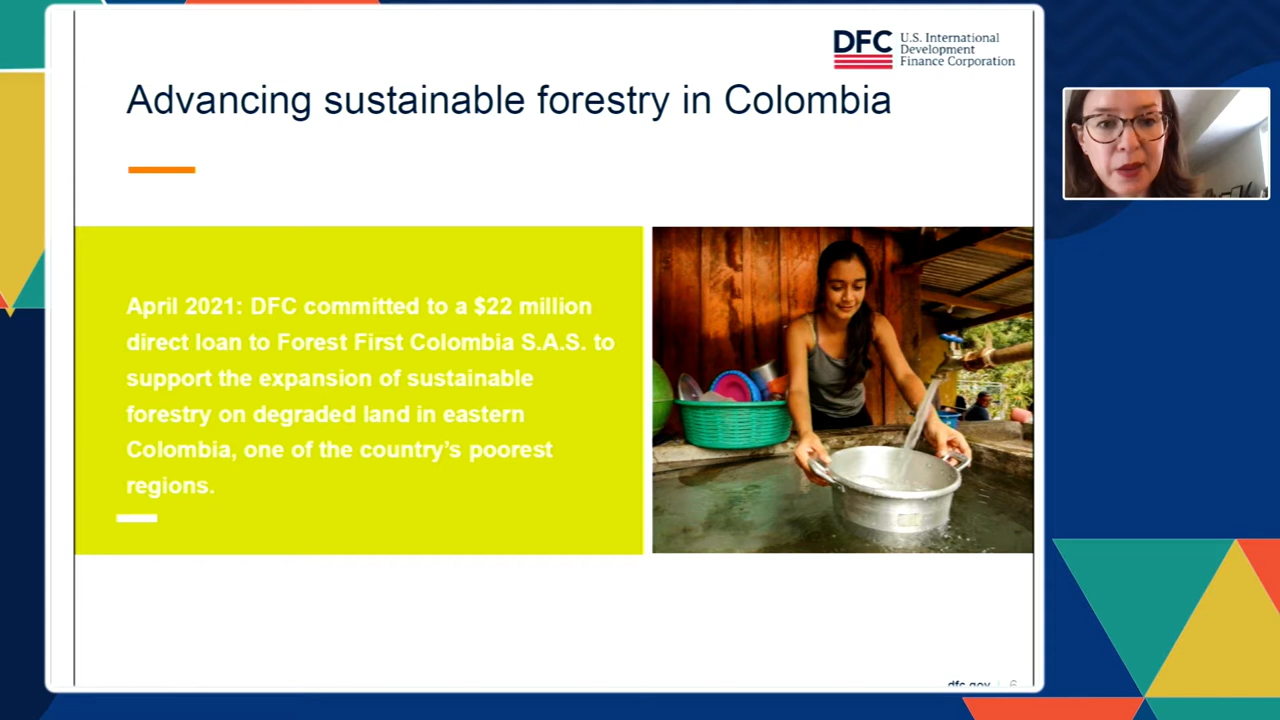 DFC
U.S. International
Development
Finance Corporation
Advancing sustainable forestry in Colombia
April 2021: DFC committed to a $22 million
direct loan to Forest First Colombia S.A.S. to
support the expansion of sustainable
forestry on degraded land in eastern
Colombia, one of the country’s poorest
regions.
dfc.gov | 6